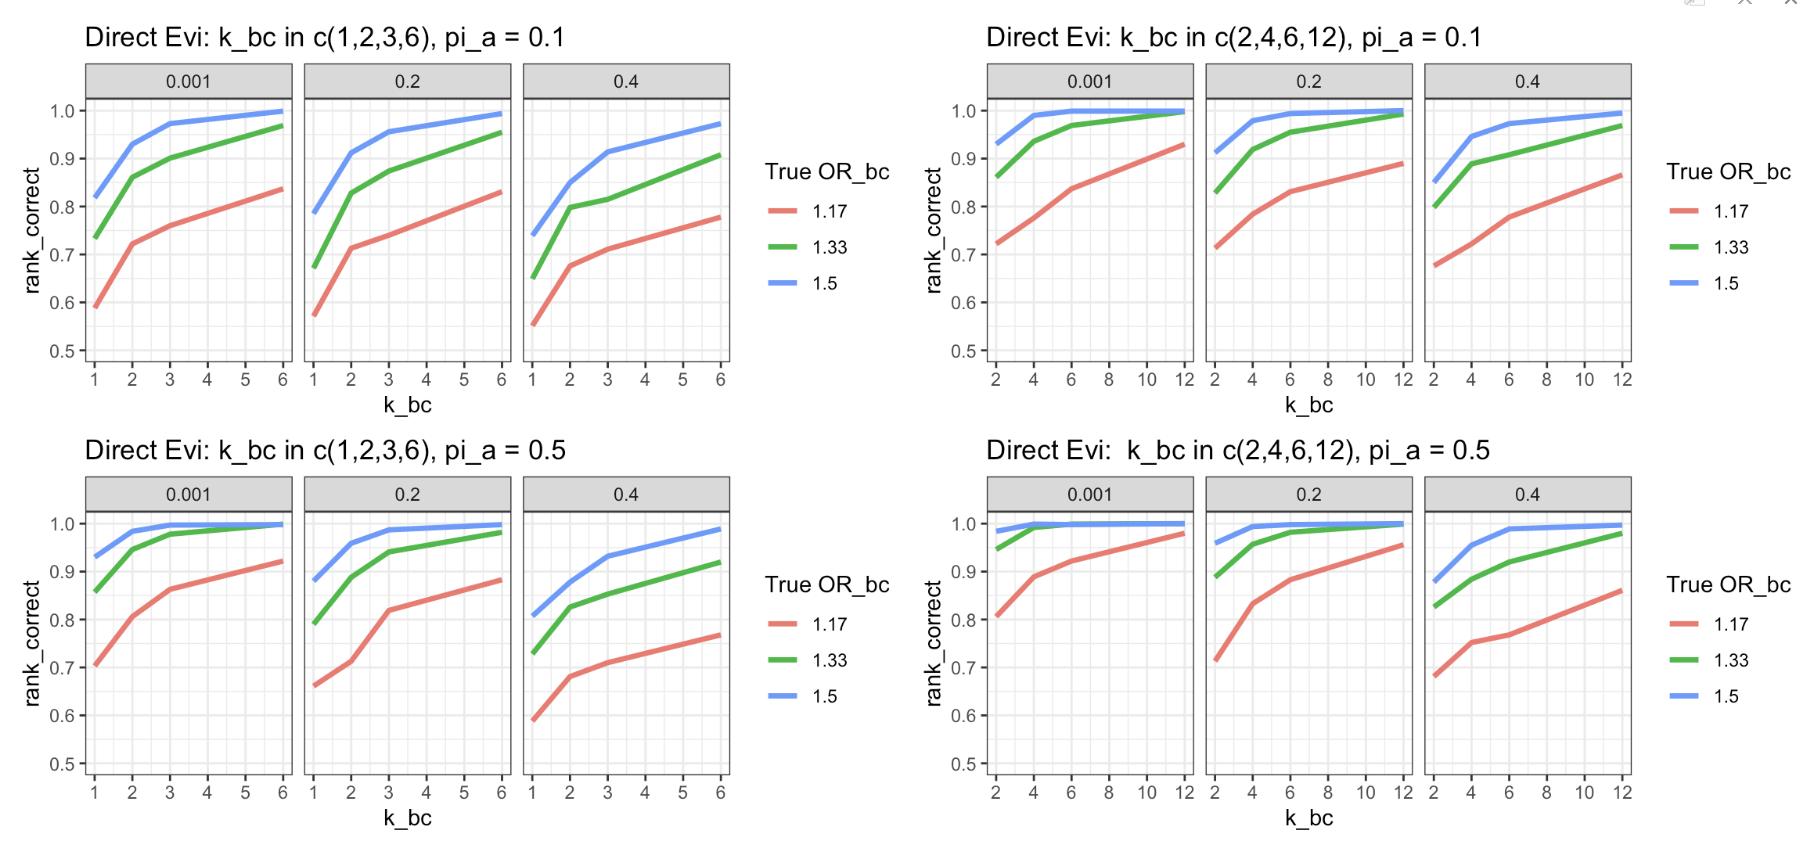 Direct Evi: k_bc in c(1,2,3,6), pi_a = 0.1
0.001 0.2 0.4
1.0
0.9
0.8
0.7
0.6
0.5
rank_correct
1 2 3 4 5 6 1 2 3 4 5 6 1 2 3 4 5 6
k_bc
True OR_bc
1.17
1.33
1.5
Direct Evi: k_bc in c(2,4,6,12), pi_a = 0.1
0.001 0.2 0.4
1.0
0.9
0.8
0.7
0.6
0.5
rank_correct
2 4 6 8 10 12 2 4 6 8 10 12 2 4 6 8 10 12
k_bc
True OR_bc
1.17
1.33
1.5
Direct Evi: k_bc in c(1,2,3,6), pi_a = 0.5
0.001 0.2 0.4
1.0
0.9
0.8
0.7
0.6
0.5
rank_correct
1 2 3 4 5 6 1 2 3 4 5 6 1 2 3 4 5 6
k_bc
True OR_bc
1.17
1.33
1.5
Direct Evi:  k_bc in c(2,4,6,12), pi_a = 0.5
0.001 0.2 0.4
1.0
0.9
0.8
0.7
0.6
0.5
rank_correct
2 4 6 8 10 12 2 4 6 8 10 12 2 4 6 8 10 12
k_bc
True OR_bc
1.17
1.33
1.5